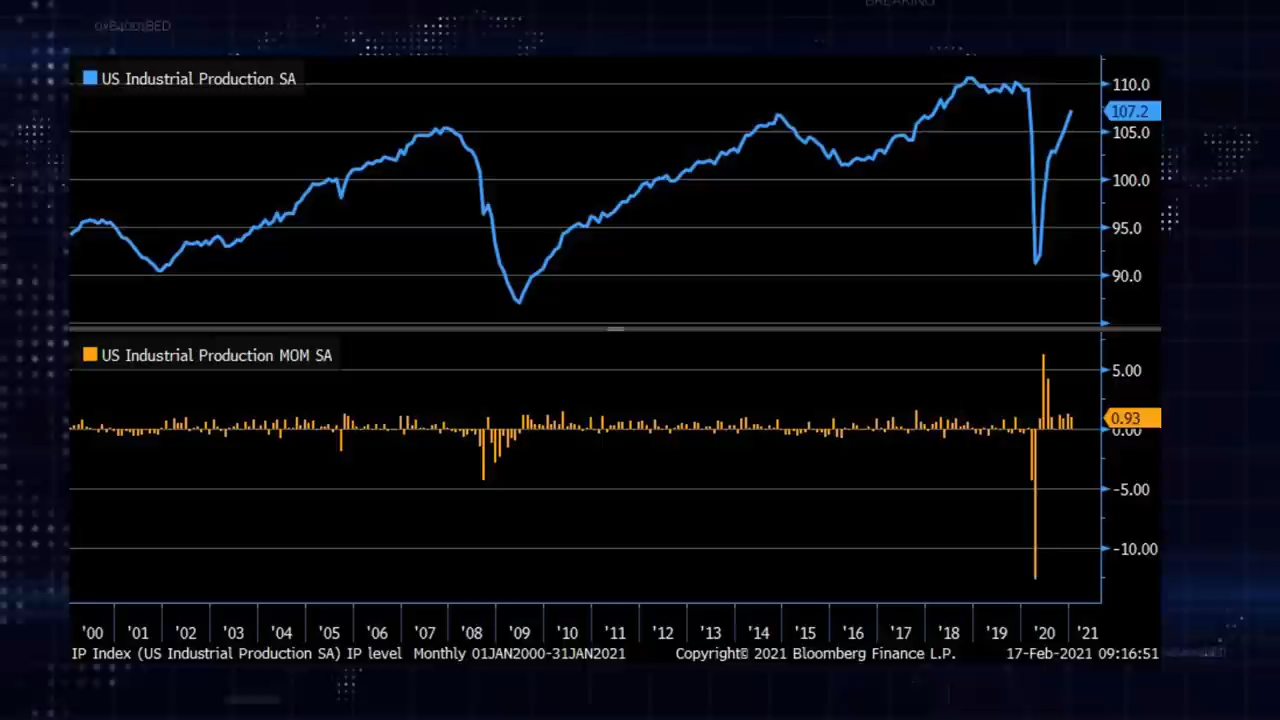 BREAKING
0xB4001BED
US Industrial Production SA
110.0
107.2
105.0
100.0
95.0
90.0
US Industrial Production MOM SA
5.00
0.93
0.00
-5.00
-10.00
'00 '01 '02 '03 '04 '05 '06 '07 '08 '09 '10 '11 '12 '13 '14 '15 '16 '17 '18 '19 '20 '21
IP Index (US Industrial Production SA) IP level Monthly 01JAN2000-31JAN2021 Copyright© 2021 Bloomberg Finance L.P. 17-Feb-2021 09:16:51